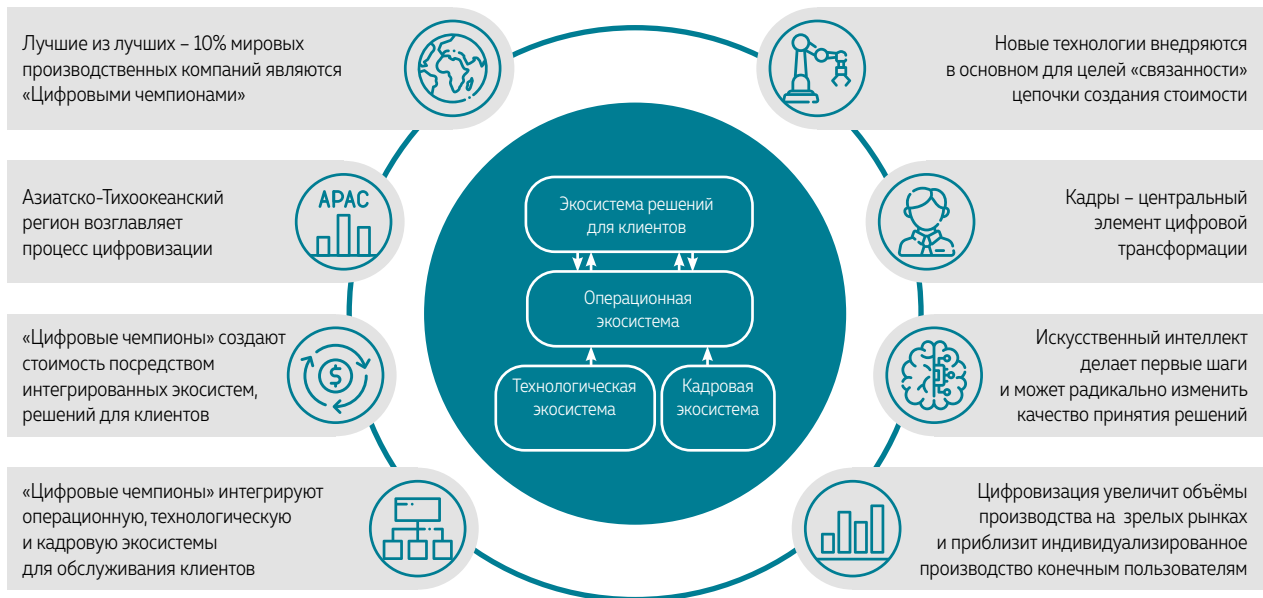 Лучшие из лучших – 10% мировых
производственных компаний являются
«Цифровыми чемпионами»
Азиатско-Тихоокеанский
регион возглавляет
процесс цифровизации
APAC
«Цифровые чемпионы» создают
стоимость посредством
интегрированных экосистем,
решений для клиентов
$
«Цифровые чемпионы» интегрируют
операционную, технологическую
и кадровую экосистемы
для обслуживания клиентов
Экосистема решений
для клиентов
Операционная
экосистема
Технологическая
экосистема
Кадровая
экосистема
Новые технологии внедряются
в основном для целей «связанности»
цепочки создания стоимости
Кадры – центральный
элемент цифровой
трансформации
Искусственный интеллект
делает первые шаги
и может радикально изменить
качество принятия решений
Цифровизация увеличит объёмы
производства на зрелых рынках
и приблизит индивидуализированное
производство конечным пользователям